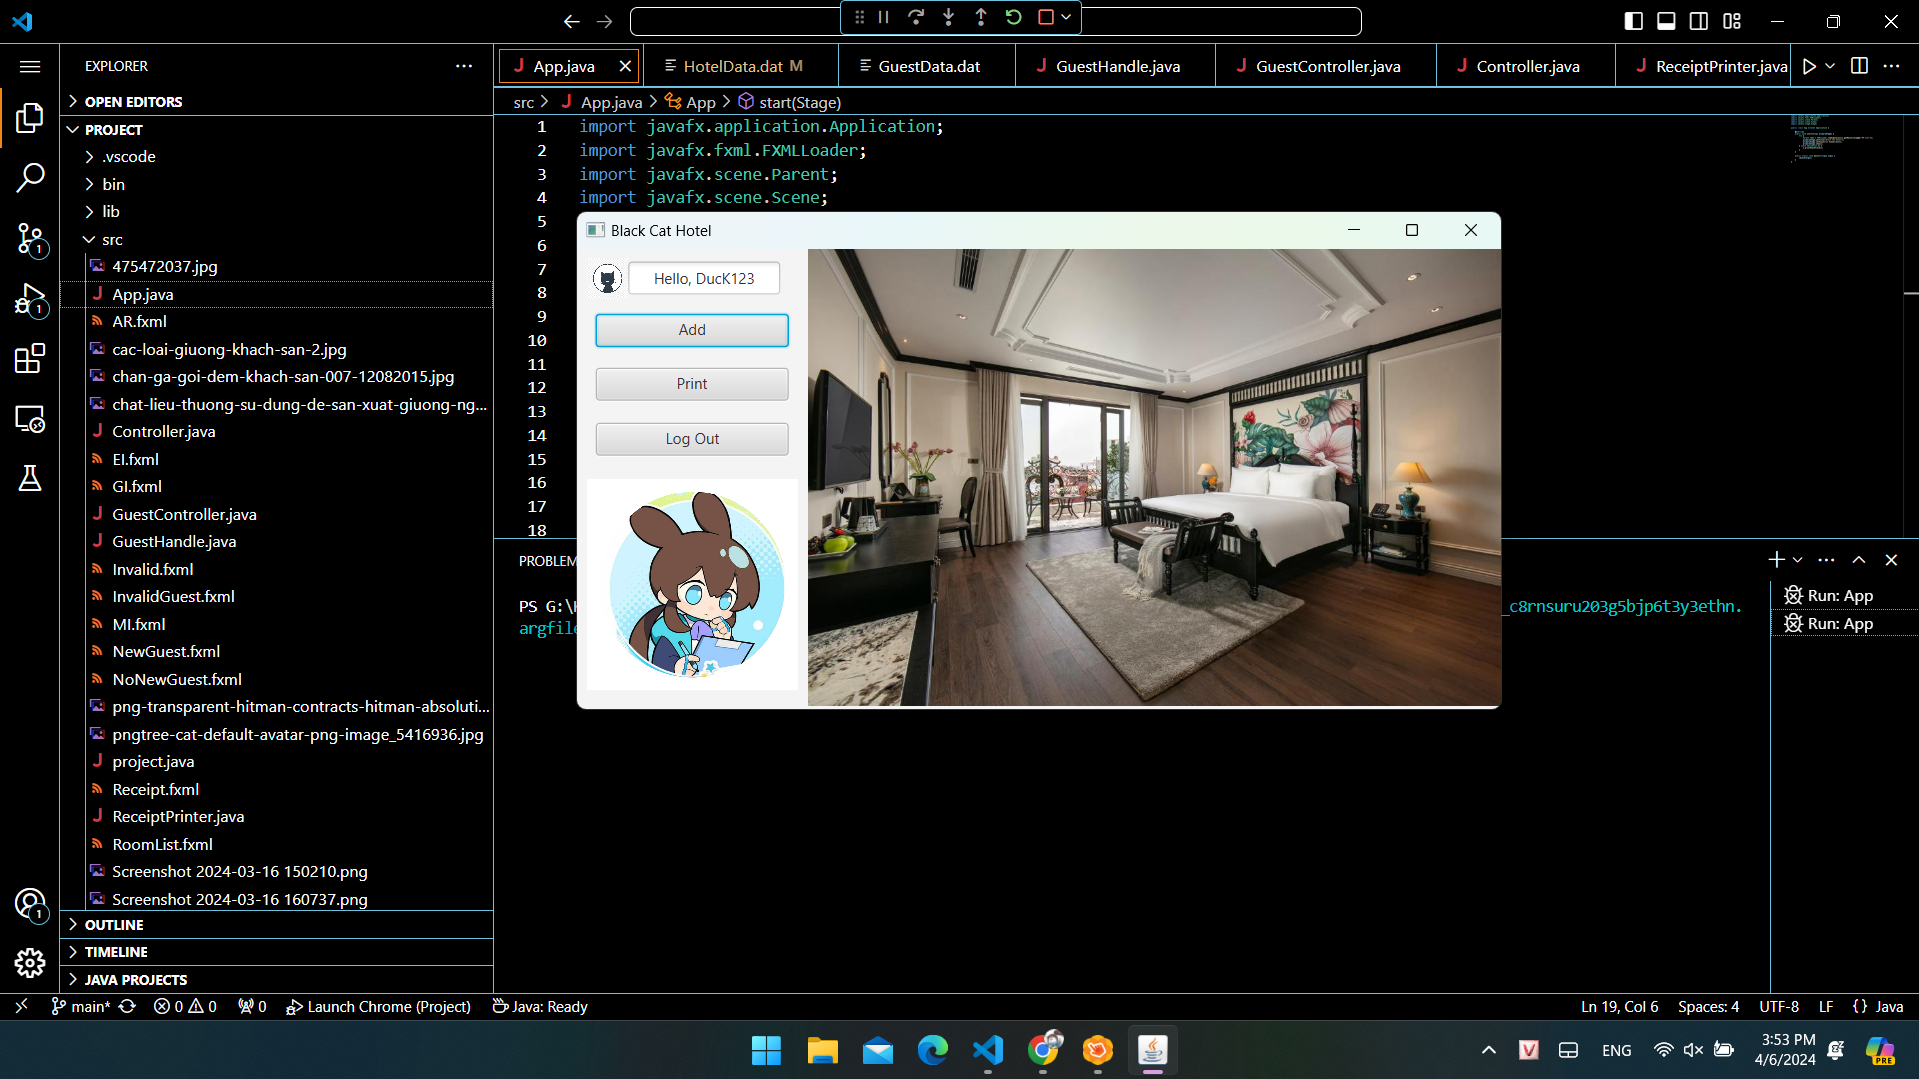 EXPLORER
OPEN EDITORS
PROJECT
.vscode
bin
lib
src
475472037.jpg
App.java
AR.fxml
cac-loai-giuong-khach-san-2.jpg
chan-ga-goi-dem-khach-san-007-12082015.jpg
chat-lieu-thuong-su-dung-de-san-xuat-giuong-ng...
Controller.java
EI.fxml
GI.fxml
GuestController.java
GuestHandle.java
Invalid.fxml
InvalidGuest.fxml
MI.fxml
NewGuest.fxml
NoNewGuest.fxml
png-transparent-hitman-contracts-hitman-absoluti...
pngtree-cat-default-avatar-png-image_5416936.jpg
project.java
Receipt.fxml
ReceiptPrinter.java
RoomList.fxml
Screenshot 2024-03-16 150210.png
Screenshot 2024-03-16 160737.png
OUTLINE
TIMELINE
JAVA PROJECTS
1
1
1
App.java HotelData.dat M GuestData.dat GuestHandle.java GuestController.java Controller.java ReceiptPrinter.java
src > App.java > App > start(Stage)
1 import javafx.application.Application;
2 import javafx.fxml.FXMLLoader;
3 import javafx.scene.Parent;
4 import javafx.scene.Scene;
5
6
7
8
9
10
11
12
13
14
15
16
17
18
Black Cat Hotel
Hello, DucK123
Add
Print
Log Out
PROBLEM
PS G:\
_c8rnsuru203g5bjp6t3y3ethn.
argfile
Run: App
Run: App
main* 0 0 0 Launch Chrome (Project) Java: Ready Ln 19, Col 6 Spaces: 4 UTF-8 LF {} Java
ENG
3:53 PM
4/6/2024
PRE